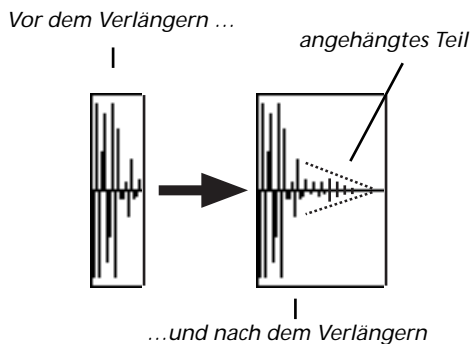 Vor dem Verlängern ...
angehängtes Teil
...und nach dem Verlängern